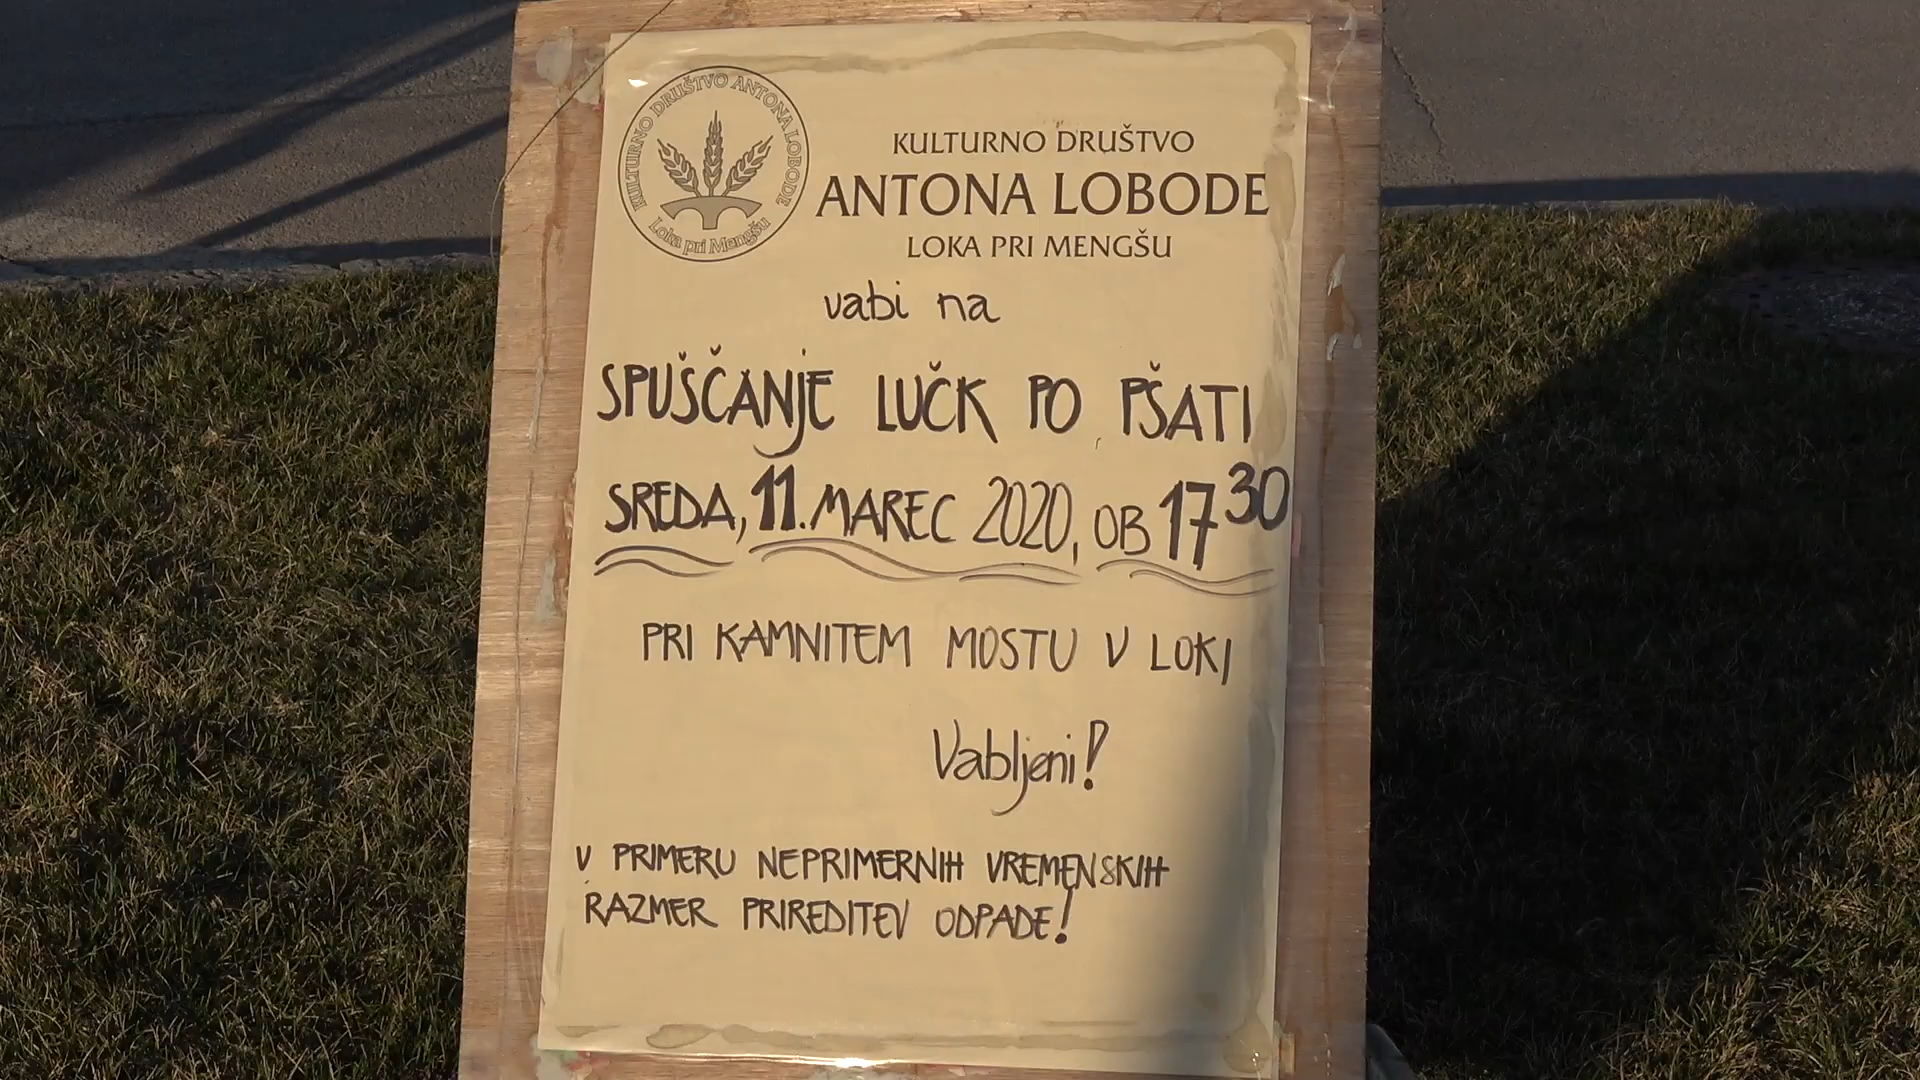 KULTURNO DRUŠTVO ANTONA LOBODE
Loka pri Mengšu
KULTURNO DRUŠTVO
ANTONA LOBODE
LOKA PRI MENGŠU
vabi na
SPUŠČANJE LUČK PO PŠATI
SREDA, 11. MAREC 2020, OB 17 30
PRI KAMNITEM MOSTU V LOKI
Vabljeni!
V PRIMERU NEPRIMERNIH VREMENSKIH
RAZMER PRIREDITEV ODPADE!